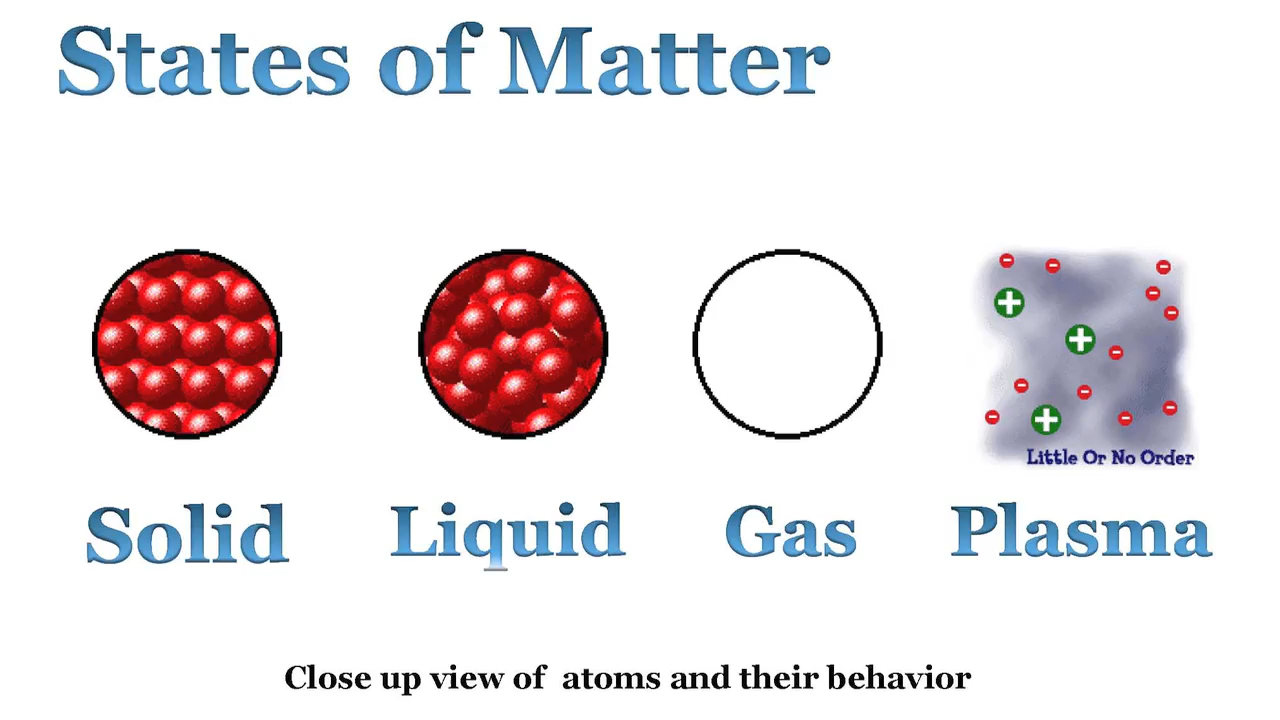 States of Matter
Little Or No Order
Solid
Liquid
Gas
Plasma
Close up view of  atoms and their behavior